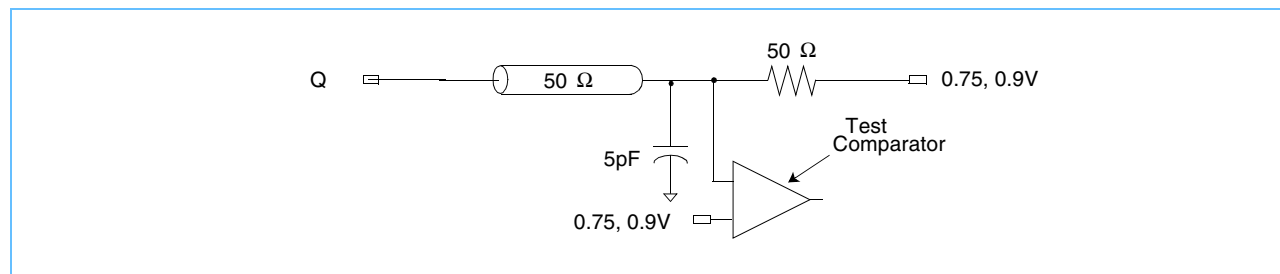 50 Ω
Q
50 Ω
0.75, 0.9V
Test
Comparator
5pF
0.75, 0.9V